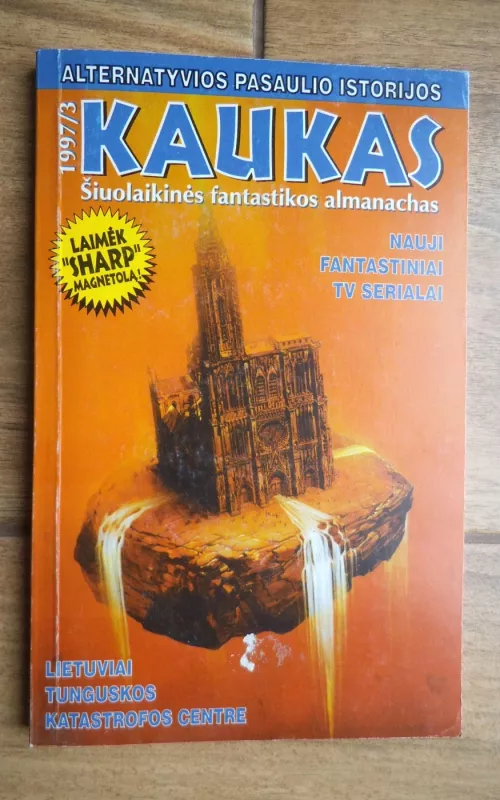 ALTERNATYVIOS PASAULIO ISTORIJOS
1997/3
KAUKAS
Šiuolaikinės fantastikos almanachas
LAIMĖK
"SHARP"
MAGNETOLĄ!
NAUJI
FANTASTINIAI
TV SERIALAI
LIETUVIAI
TUNGUSKOS
KATASTROFOS CENTRE